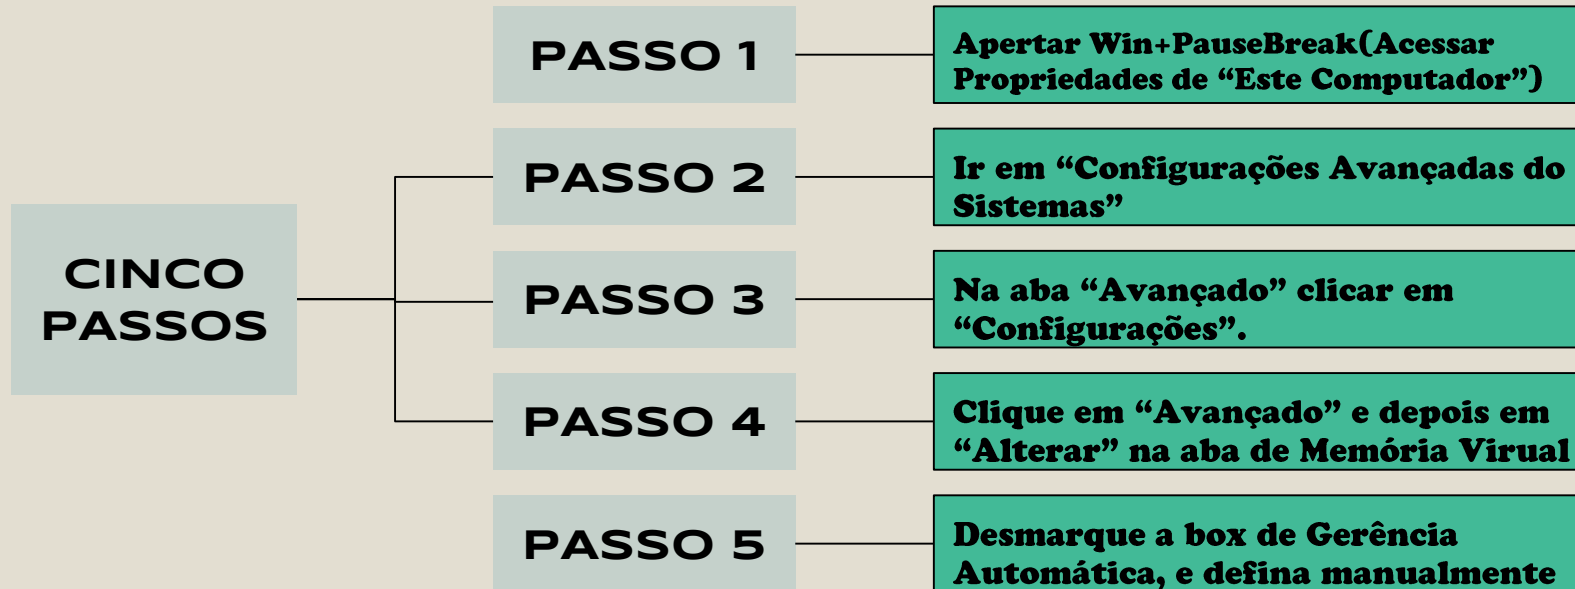 CINCO
PASSOS
PASSO 1
Apertar Win+PauseBreak(Acessar
Propriedades de “Este Computador”)
PASSO 2
Ir em “Configurações Avançadas do
Sistemas”
PASSO 3
Na aba “Avançado” clicar em
“Configurações”.
PASSO 4
Clique em “Avançado” e depois em
“Alterar” na aba de Memória Virual
PASSO 5
Desmarque a box de Gerência
Automática, e defina manualmente